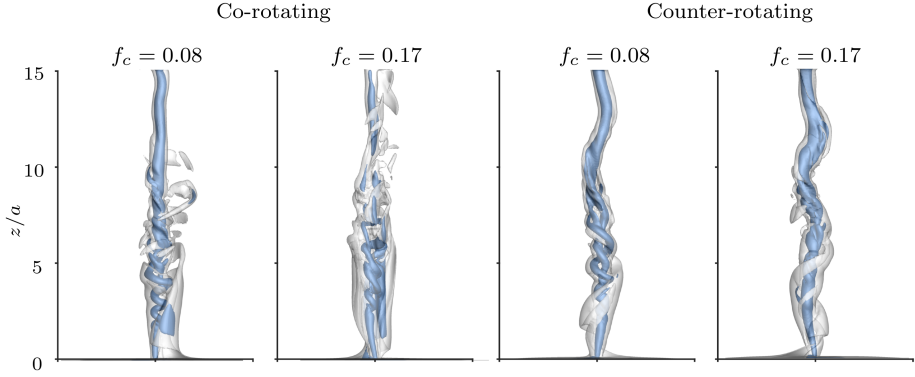 Co-rotating Counter-rotating
f_c = 0.08 f_c = 0.17 f_c = 0.08 f_c = 0.17
15
10
z/a
5
0